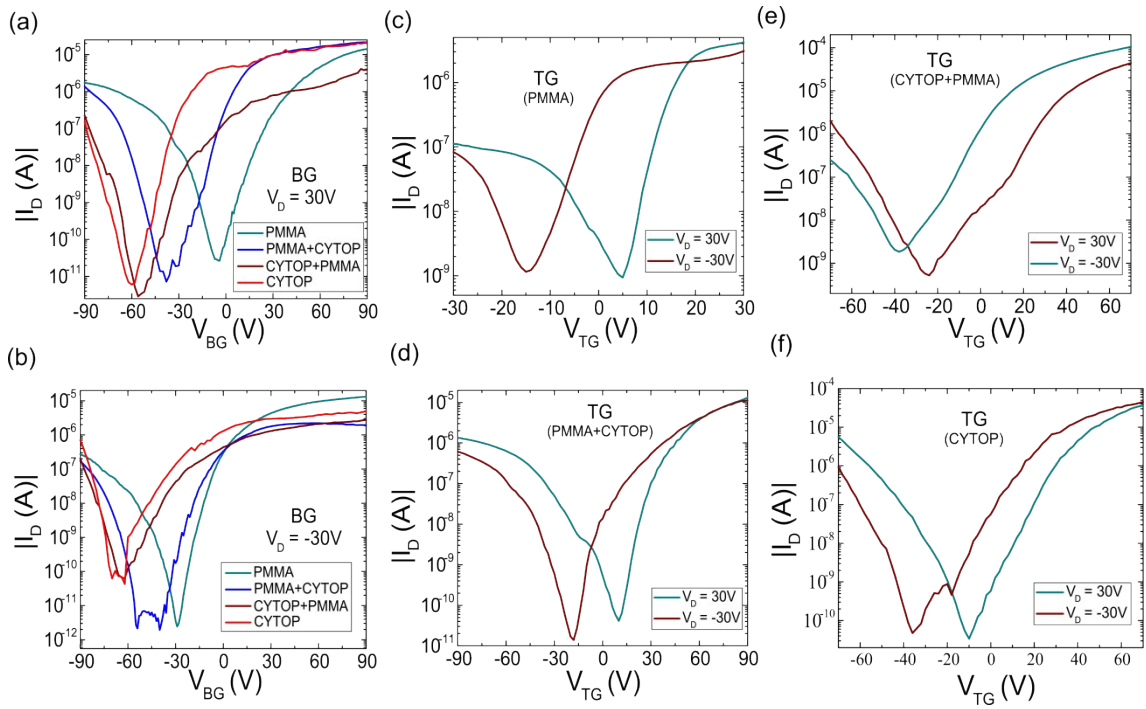 (a)
10⁻⁵
10⁻⁶
10⁻⁷
10⁻⁸
10⁻⁹
10⁻¹⁰
10⁻¹¹
|I_D (A)|
BG
V_D = 30V
PMMA
PMMA+CYTOP
CYTOP+PMMA
CYTOP
-90 -60 -30 0 30 60 90
V_BG (V)
(c)
10⁻⁶
10⁻⁷
10⁻⁸
10⁻⁹
|I_D (A)|
TG
(PMMA)
V_D = 30V
V_D = -30V
-30 -20 -10 0 10 20 30
V_TG (V)
(e)
10⁻⁴
10⁻⁵
10⁻⁶
10⁻⁷
10⁻⁸
10⁻⁹
|I_D (A)|
TG
(CYTOP+PMMA)
V_D = 30V
V_D = -30V
-60 -40 -20 0 20 40 60
V_TG (V)
(b)
10⁻⁵
10⁻⁶
10⁻⁷
10⁻⁸
10⁻⁹
10⁻¹⁰
10⁻¹¹
10⁻¹²
|I_D (A)|
BG
V_D = -30V
PMMA
PMMA+CYTOP
CYTOP+PMMA
CYTOP
-90 -60 -30 0 30 60 90
V_BG (V)
(d)
10⁻⁵
10⁻⁶
10⁻⁷
10⁻⁸
10⁻⁹
10⁻¹⁰
10⁻¹¹
|I_D (A)|
TG
(PMMA+CYTOP)
V_D = 30V
V_D = -30V
-90 -60 -30 0 30 60 90
V_TG (V)
(f)
10⁻⁴
10⁻⁵
10⁻⁶
10⁻⁷
10⁻⁸
10⁻⁹
10⁻¹⁰
|I_D (A)|
TG
(CYTOP)
V_D = 30V
V_D = -30V
-60 -40 -20 0 20 40 60
V_TG (V)